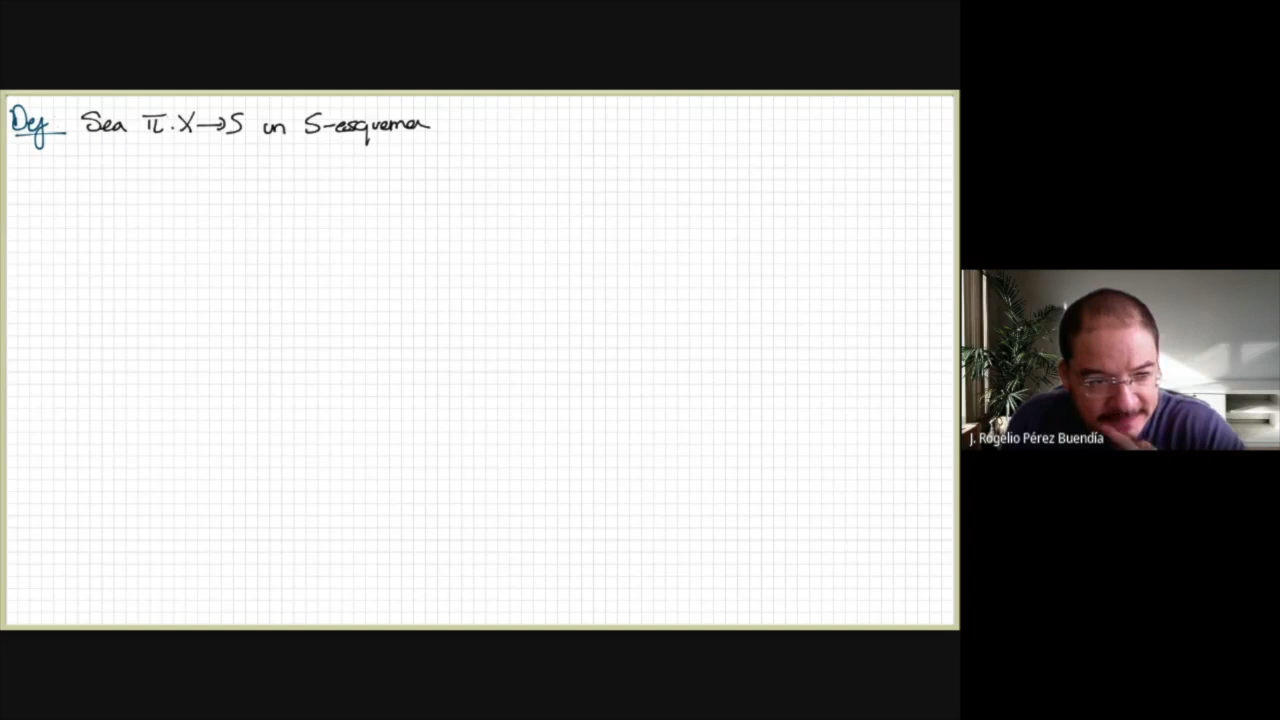 Def Sea π: X→S un S-esquema
J. Rogelio Pérez Buendía